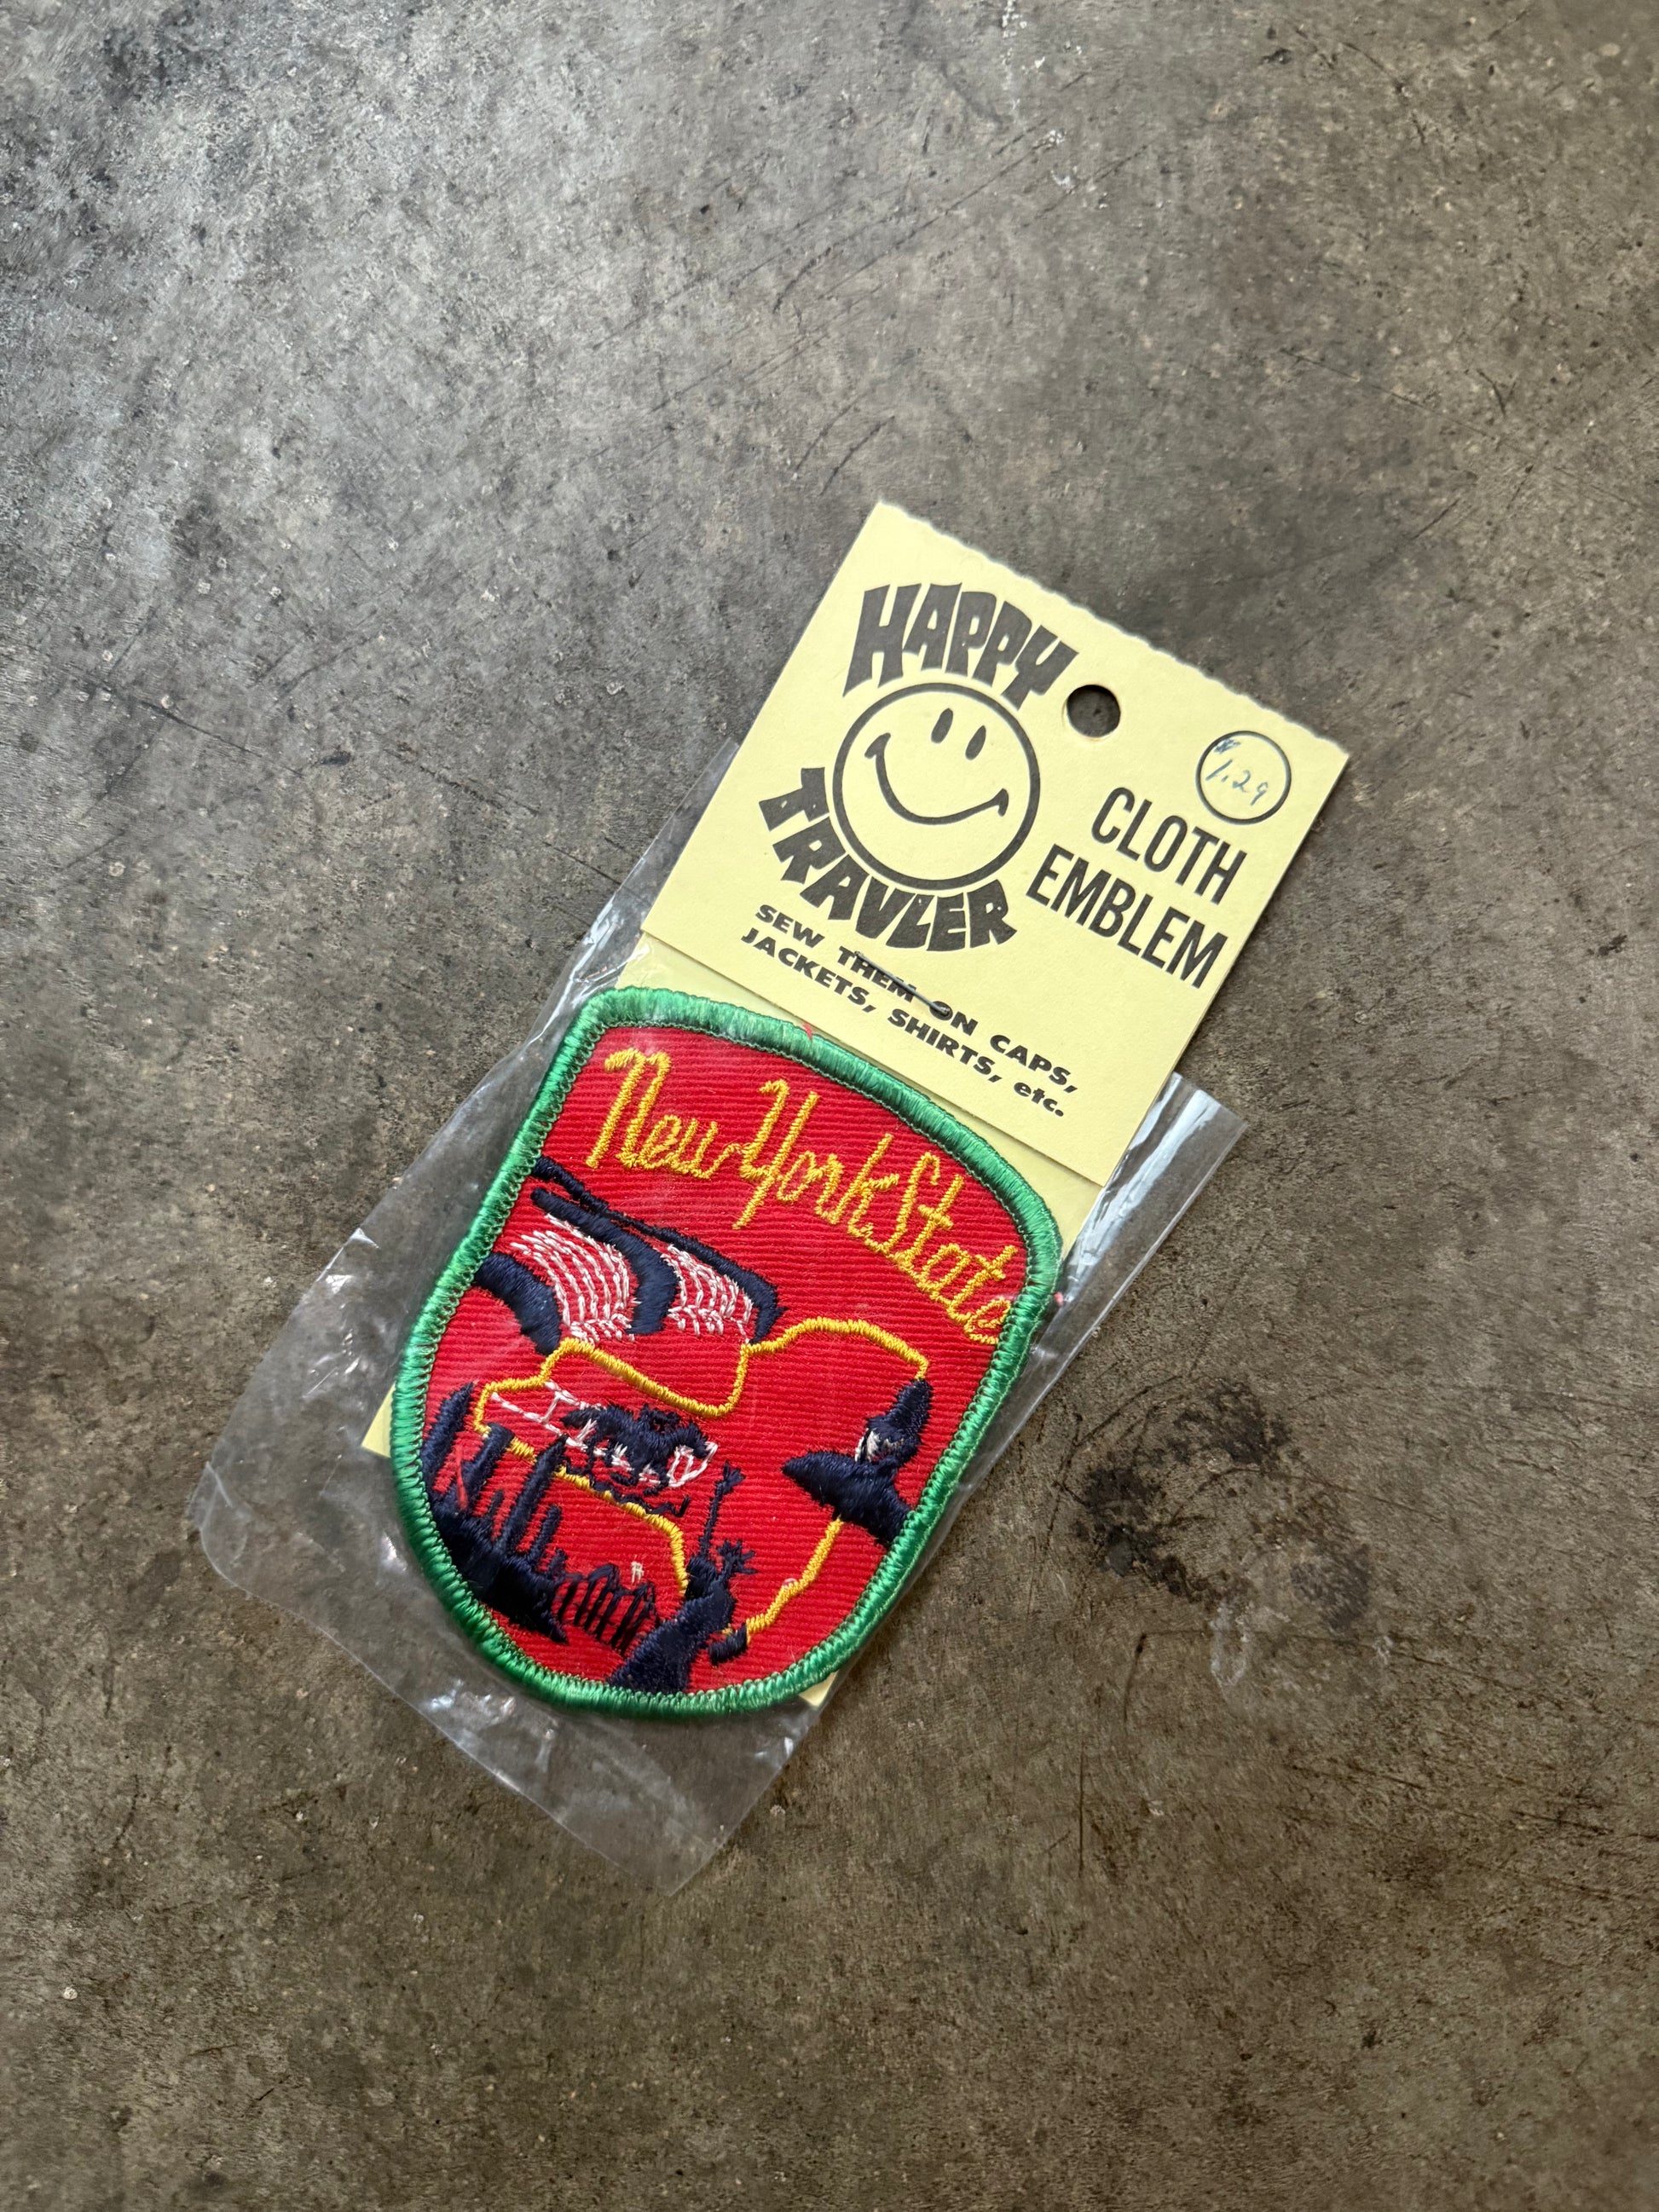 HAPPY
TRAVLER
$1.29
CLOTH
EMBLEM
SEW THEM ON CAPS,
JACKETS, SHIRTS, etc.
New York State